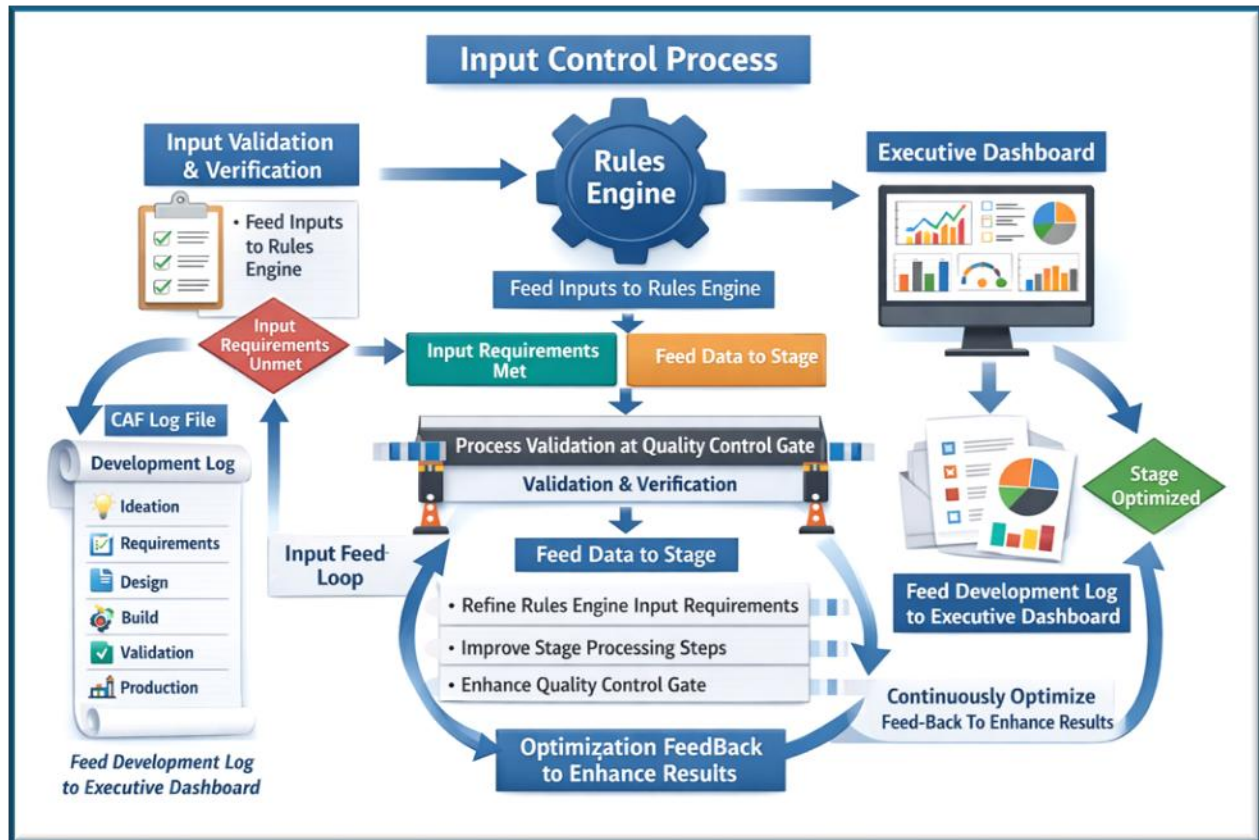 Input Control Process
Input Validation
& Verification
• Feed Inputs
to Rules
Engine
Rules
Engine
Executive Dashboard
Feed Inputs to Rules Engine
Input
Requirements
Unmet
Input Requirements
Met
Feed Data to Stage
CAF Log File
Development Log
Ideation
Requirements
Design
Build
Validation
Production
Feed Development Log
to Executive Dashboard
Process Validation at Quality Control Gate
Validation & Verification
Input Feed
Loop
Feed Data to Stage
• Refine Rules Engine Input Requirements
• Improve Stage Processing Steps
• Enhance Quality Control Gate
Optimization FeedBack
to Enhance Results
Stage
Optimized
Feed Development Log
to Executive Dashboard
Continuously Optimize
Feed-Back To Enhance Results